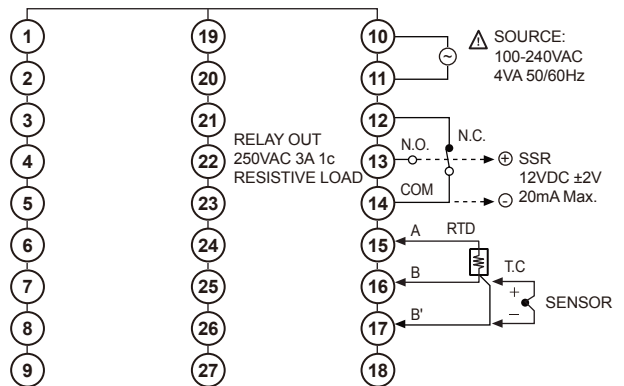 1
2
3
4
5
6
7
8
9
19
20
21
22
23
24
25
26
27
RELAY OUT
250VAC 3A 1c
RESISTIVE LOAD
10
11
12
13
14
15
16
17
18
~
SOURCE:
100-240VAC
4VA 50/60Hz
N.C.
N.O.
COM
+ SSR
12VDC ±2V
20mA Max.
-
A
RTD
B
B'
T.C
+
−
SENSOR